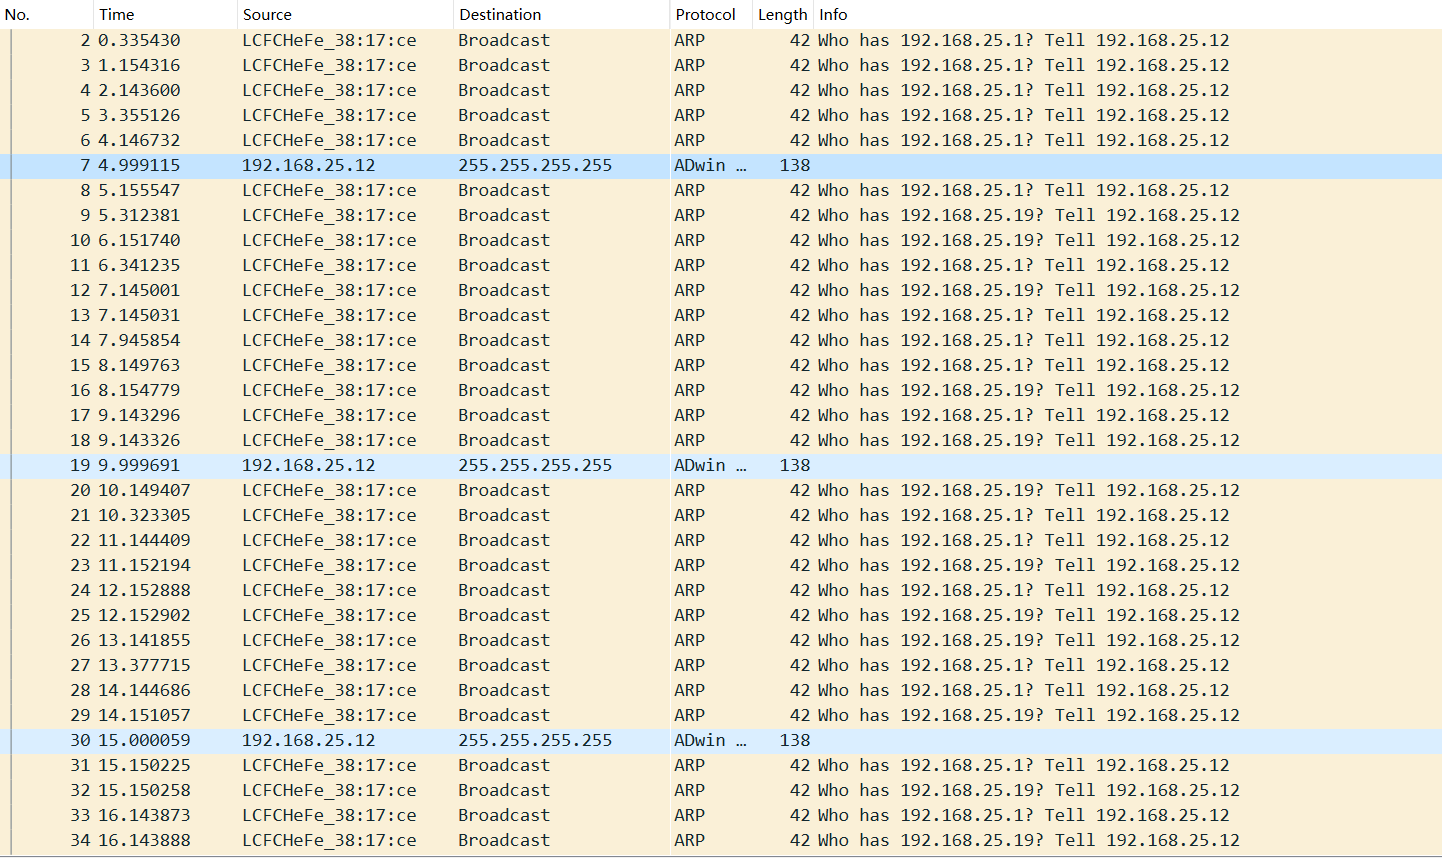 No. Time Source Destination Protocol Length Info
2 0.335430 LCFCHeFe_38:17:ce Broadcast ARP 42 Who has 192.168.25.1? Tell 192.168.25.12
3 1.154316 LCFCHeFe_38:17:ce Broadcast ARP 42 Who has 192.168.25.1? Tell 192.168.25.12
4 2.143600 LCFCHeFe_38:17:ce Broadcast ARP 42 Who has 192.168.25.1? Tell 192.168.25.12
5 3.355126 LCFCHeFe_38:17:ce Broadcast ARP 42 Who has 192.168.25.1? Tell 192.168.25.12
6 4.146732 LCFCHeFe_38:17:ce Broadcast ARP 42 Who has 192.168.25.1? Tell 192.168.25.12
7 4.999115 192.168.25.12 255.255.255.255 ADwin … 138
8 5.155547 LCFCHeFe_38:17:ce Broadcast ARP 42 Who has 192.168.25.1? Tell 192.168.25.12
9 5.312381 LCFCHeFe_38:17:ce Broadcast ARP 42 Who has 192.168.25.19? Tell 192.168.25.12
10 6.151740 LCFCHeFe_38:17:ce Broadcast ARP 42 Who has 192.168.25.19? Tell 192.168.25.12
11 6.341235 LCFCHeFe_38:17:ce Broadcast ARP 42 Who has 192.168.25.1? Tell 192.168.25.12
12 7.145001 LCFCHeFe_38:17:ce Broadcast ARP 42 Who has 192.168.25.19? Tell 192.168.25.12
13 7.145031 LCFCHeFe_38:17:ce Broadcast ARP 42 Who has 192.168.25.1? Tell 192.168.25.12
14 7.945854 LCFCHeFe_38:17:ce Broadcast ARP 42 Who has 192.168.25.1? Tell 192.168.25.12
15 8.149763 LCFCHeFe_38:17:ce Broadcast ARP 42 Who has 192.168.25.1? Tell 192.168.25.12
16 8.154779 LCFCHeFe_38:17:ce Broadcast ARP 42 Who has 192.168.25.19? Tell 192.168.25.12
17 9.143296 LCFCHeFe_38:17:ce Broadcast ARP 42 Who has 192.168.25.1? Tell 192.168.25.12
18 9.143326 LCFCHeFe_38:17:ce Broadcast ARP 42 Who has 192.168.25.19? Tell 192.168.25.12
19 9.999691 192.168.25.12 255.255.255.255 ADwin … 138
20 10.149407 LCFCHeFe_38:17:ce Broadcast ARP 42 Who has 192.168.25.19? Tell 192.168.25.12
21 10.323305 LCFCHeFe_38:17:ce Broadcast ARP 42 Who has 192.168.25.1? Tell 192.168.25.12
22 11.144409 LCFCHeFe_38:17:ce Broadcast ARP 42 Who has 192.168.25.1? Tell 192.168.25.12
23 11.152194 LCFCHeFe_38:17:ce Broadcast ARP 42 Who has 192.168.25.19? Tell 192.168.25.12
24 12.152888 LCFCHeFe_38:17:ce Broadcast ARP 42 Who has 192.168.25.1? Tell 192.168.25.12
25 12.152902 LCFCHeFe_38:17:ce Broadcast ARP 42 Who has 192.168.25.19? Tell 192.168.25.12
26 13.141855 LCFCHeFe_38:17:ce Broadcast ARP 42 Who has 192.168.25.19? Tell 192.168.25.12
27 13.377715 LCFCHeFe_38:17:ce Broadcast ARP 42 Who has 192.168.25.1? Tell 192.168.25.12
28 14.144686 LCFCHeFe_38:17:ce Broadcast ARP 42 Who has 192.168.25.1? Tell 192.168.25.12
29 14.151057 LCFCHeFe_38:17:ce Broadcast ARP 42 Who has 192.168.25.19? Tell 192.168.25.12
30 15.000059 192.168.25.12 255.255.255.255 ADwin … 138
31 15.150225 LCFCHeFe_38:17:ce Broadcast ARP 42 Who has 192.168.25.1? Tell 192.168.25.12
32 15.150258 LCFCHeFe_38:17:ce Broadcast ARP 42 Who has 192.168.25.19? Tell 192.168.25.12
33 16.143873 LCFCHeFe_38:17:ce Broadcast ARP 42 Who has 192.168.25.1? Tell 192.168.25.12
34 16.143888 LCFCHeFe_38:17:ce Broadcast ARP 42 Who has 192.168.25.19? Tell 192.168.25.12